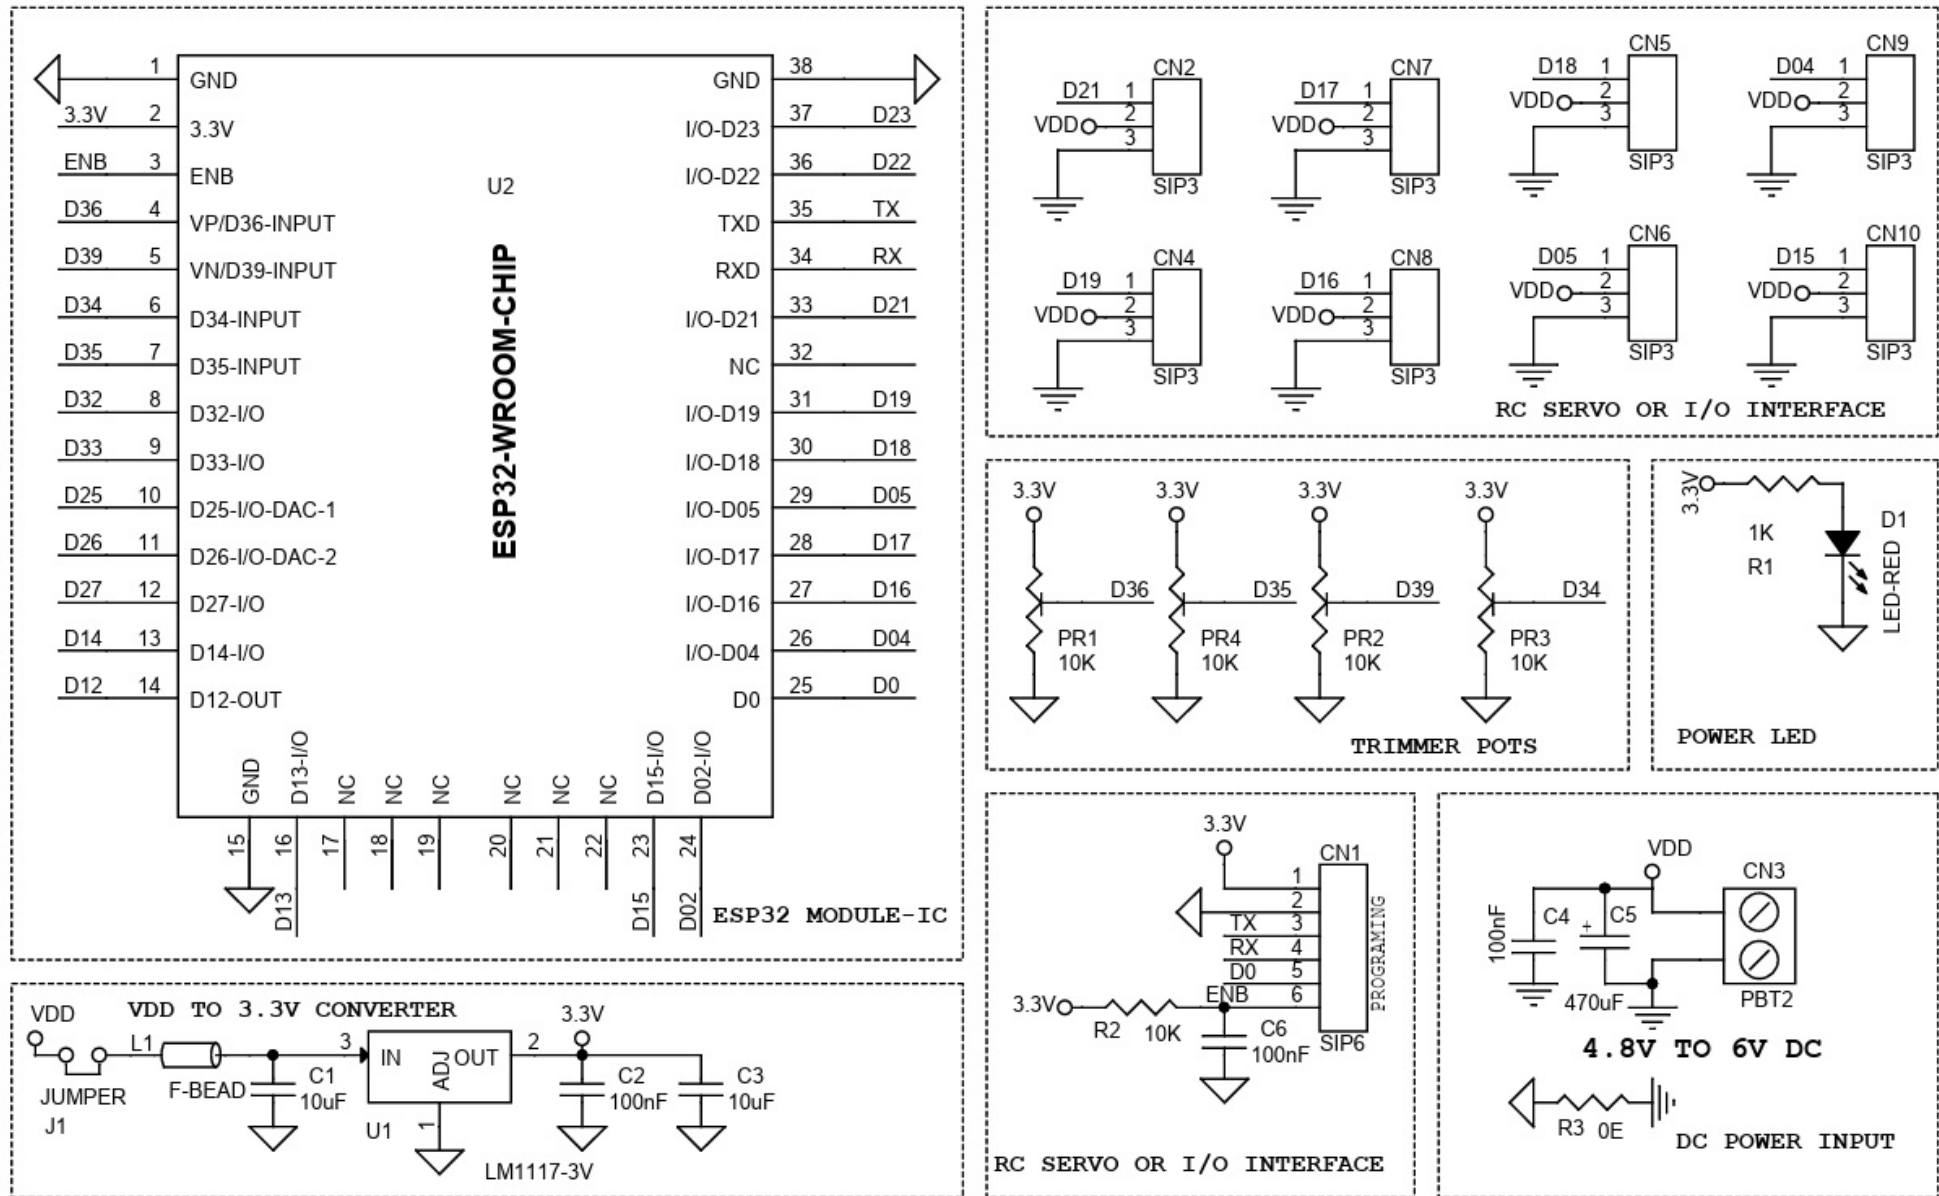 1 GND
3.3V 2 3.3V
ENB 3 ENB
D36 4 VP/D36-INPUT
D39 5 VN/D39-INPUT
D34 6 D34-INPUT
D35 7 D35-INPUT
D32 8 D32-I/O
D33 9 D33-I/O
D25 10 D25-I/O-DAC-1
D26 11 D26-I/O-DAC-2
D27 12 D27-I/O
D14 13 D14-I/O
D12 14 D12-OUT
U2
ESP32-WROOM-CHIP
GND 38
I/O-D23 37 D23
I/O-D22 36 D22
TXD 35 TX
RXD 34 RX
I/O-D21 33 D21
NC 32
I/O-D19 31 D19
I/O-D18 30 D18
I/O-D05 29 D05
I/O-D17 28 D17
I/O-D16 27 D16
I/O-D04 26 D04
D0 25 D0
GND 15
D13-I/O 16 D13
NC 17
NC 18
NC 19
NC 20
NC 21
NC 22
D15-I/O 23 D15
D02-I/O 24 D02
ESP32 MODULE-IC
CN2
D21 1
VDD 2
3
SIP3
CN7
D17 1
VDD 2
3
SIP3
CN5
D18 1
VDD 2
3
SIP3
CN9
D04 1
VDD 2
3
SIP3
CN4
D19 1
VDD 2
3
SIP3
CN8
D16 1
VDD 2
3
SIP3
CN6
D05 1
VDD 2
3
SIP3
CN10
D15 1
VDD 2
3
SIP3
RC SERVO OR I/O INTERFACE
3.3V
D36
PR1
10K
3.3V
D35
PR4
10K
3.3V
D39
PR2
10K
3.3V
D34
PR3
10K
TRIMMER POTS
3.3V
1K
R1
D1
LED-RED
POWER LED
VDD TO 3.3V CONVERTER
VDD
JUMPER
J1
L1
F-BEAD
C1
10uF
3 IN
ADJ
OUT 2
1
U1
LM1117-3V
3.3V
C2
100nF
C3
10uF
3.3V
CN1
1
2
TX 3
RX 4
D0 5
ENB 6
PROGRAMING
SIP6
3.3V
R2 10K
C6
100nF
RC SERVO OR I/O INTERFACE
VDD
CN3
100nF
C4
+
C5
470uF
PBT2
4.8V TO 6V DC
R3 0E
DC POWER INPUT